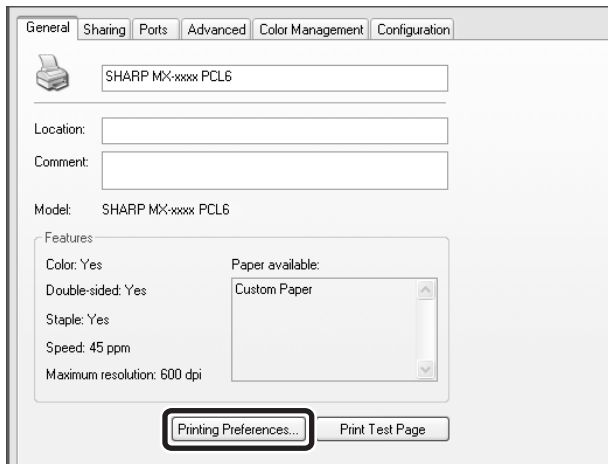 General Sharing Ports Advanced Color Management Configuration
SHARP MX-xxxx PCL6
Location:
Comment:
Model: SHARP MX-xxxx PCL6
Features
Color: Yes Paper available:
Double-sided: Yes Custom Paper
Staple: Yes
Speed: 45 ppm
Maximum resolution: 600 dpi
Printing Preferences... Print Test Page